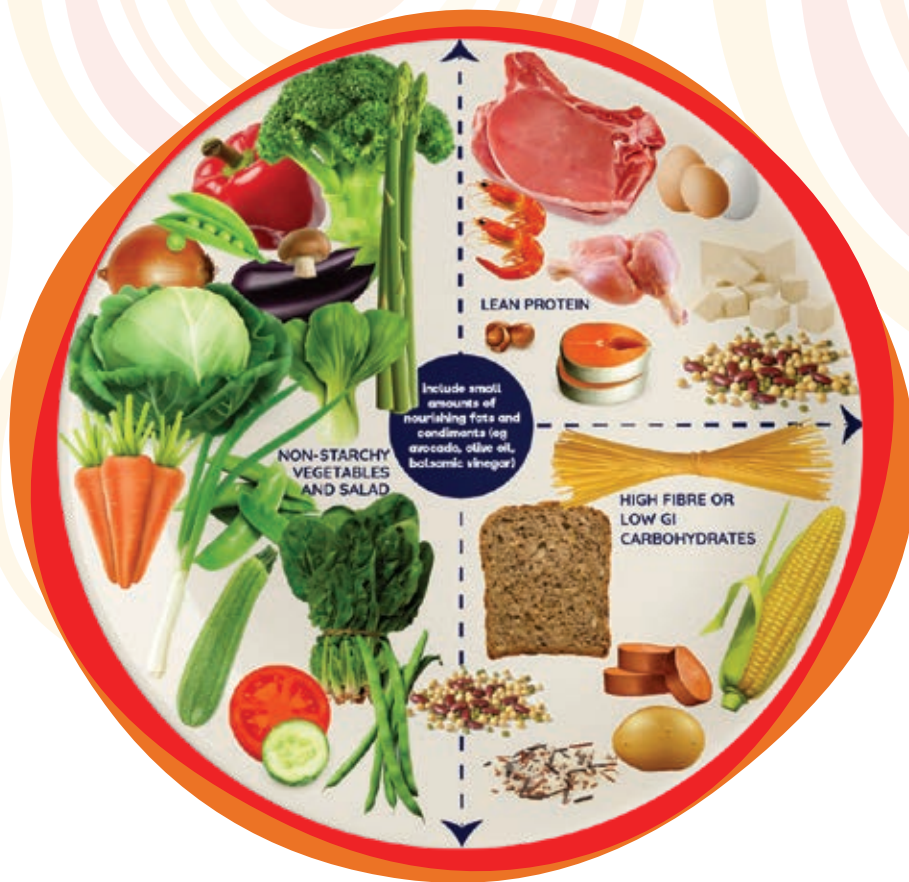 LEAN PROTEIN
Include small
amounts of
nourishing fats and
condiments (eg
avocado, olive oil,
balsamic vinegar)
NON-STARCHY
VEGETABLES
AND SALAD
HIGH FIBRE OR
LOW GI
CARBOHYDRATES